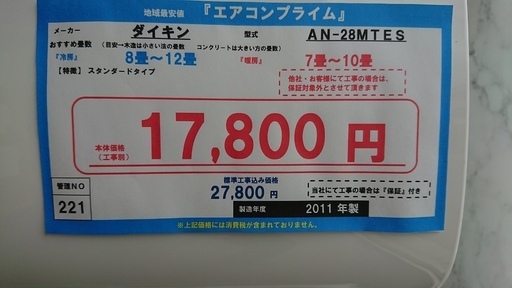 地域最安値 『エアコンプライム』
メーカー ダイキン 型式 AN-28MTES
おすすめ畳数 (目安→木造は小さい法の畳数 コンクリートは大きい方の畳数)
『冷房』 8畳～12畳 『暖房』 7畳～10畳
【特徴】 スタンダードタイプ
他社・お客様にて工事の場合は、
保証対象外とさせて頂きます
本体価格
(工事別)
17,800 円
標準工事込み価格
27,800 円
当社にて工事の場合は『保証』付き
管理NO
221
製造年度 2011 年製
※上記価格には消費税が含まれておりません。